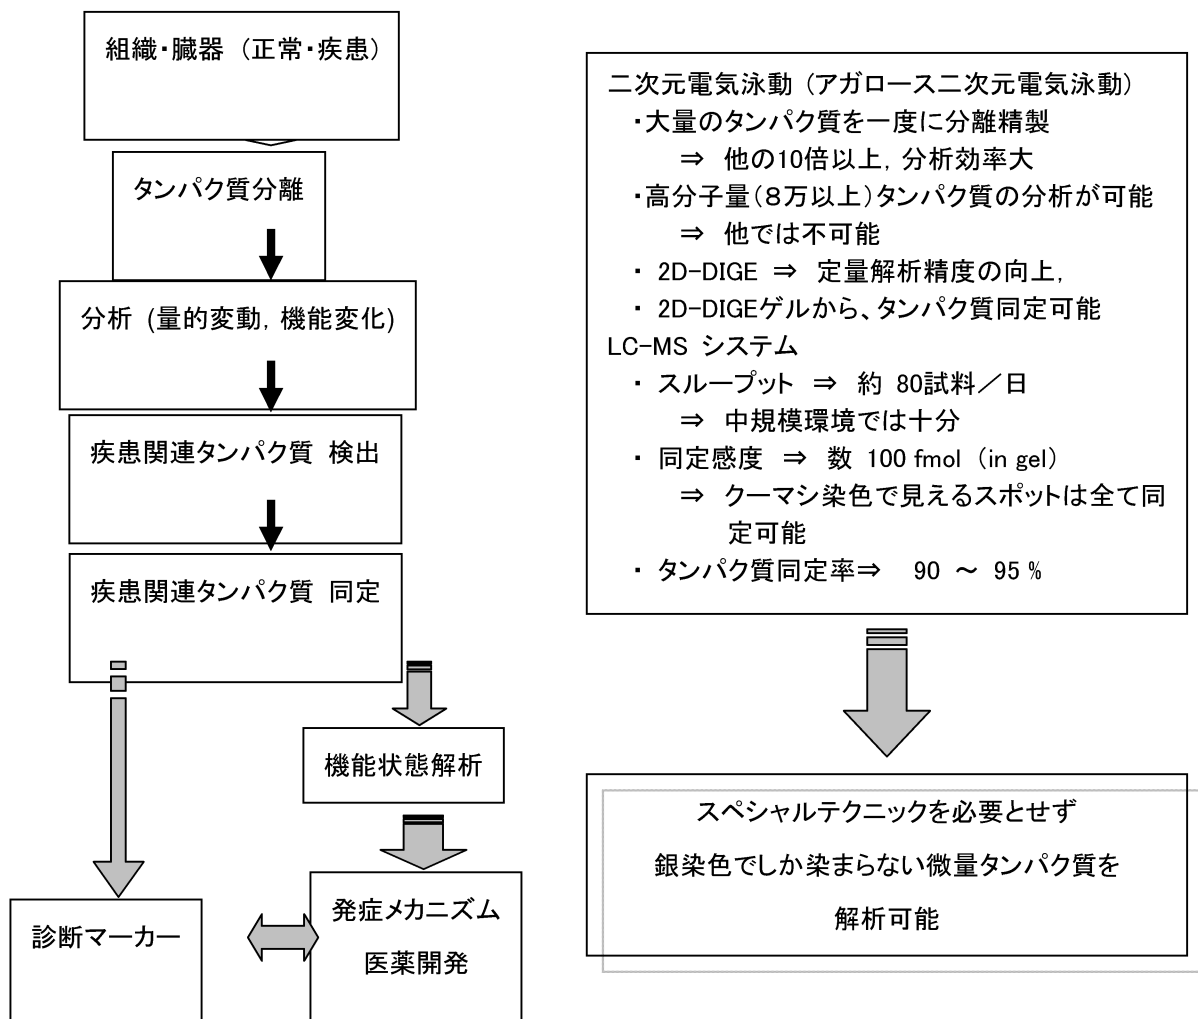 組織・臓器 （正常・疾患）
タンパク質分離
分析 (量的変動, 機能変化)
疾患関連タンパク質 検出
疾患関連タンパク質 同定
機能状態解析
診断マーカー
発症メカニズム
医薬開発
二次元電気泳動 (アガロース二次元電気泳動)
・大量のタンパク質を一度に分離精製
⇒ 他の10倍以上, 分析効率大
・高分子量（８万以上）タンパク質の分析が可能
⇒ 他では不可能
・ 2D-DIGE ⇒ 定量解析精度の向上,
・ 2D-DIGEゲルから、タンパク質同定可能
LC-MS システム
・ スループット ⇒ 約 80試料／日
⇒ 中規模環境では十分
・ 同定感度 ⇒ 数 100 fmol （in gel）
⇒ クーマシ染色で見えるスポットは全て同
定可能
・ タンパク質同定率⇒ 90 ～ 95 %
スペシャルテクニックを必要とせず
銀染色でしか染まらない微量タンパク質を
解析可能